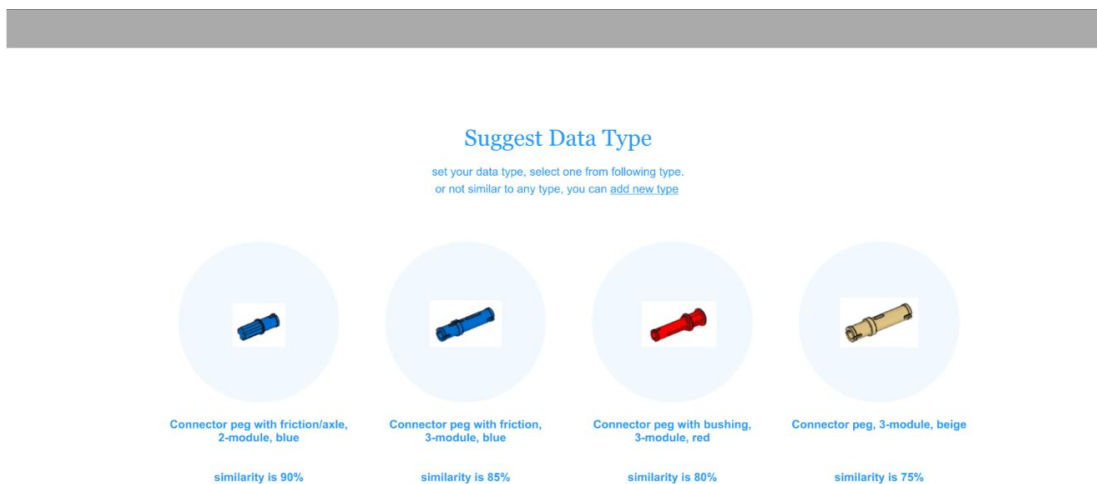 Suggest Data Type
set your data type, select one from following type.
or not similar to any type, you can add new type
Connector peg with friction/axle,
2-module, blue
similarity is 90%
Connector peg with friction,
3-module, blue
similarity is 85%
Connector peg with bushing,
3-module, red
similarity is 80%
Connector peg, 3-module, beige
similarity is 75%